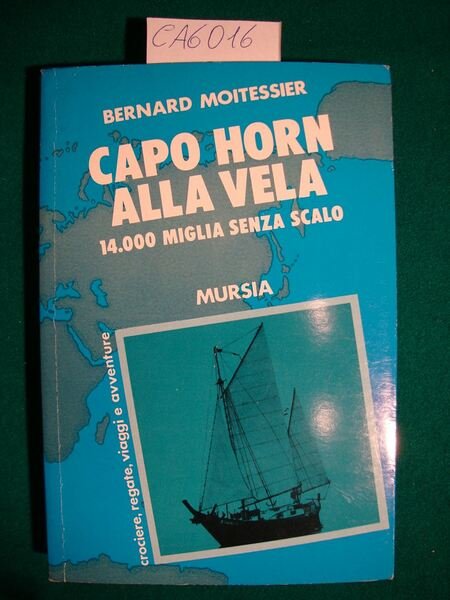 CA6016
BERNARD MOITESSIER
CAPO HORN
ALLA VELA
14.000 MIGLIA SENZA SCALO
MURSIA
crociere, regate, viaggi e avventure